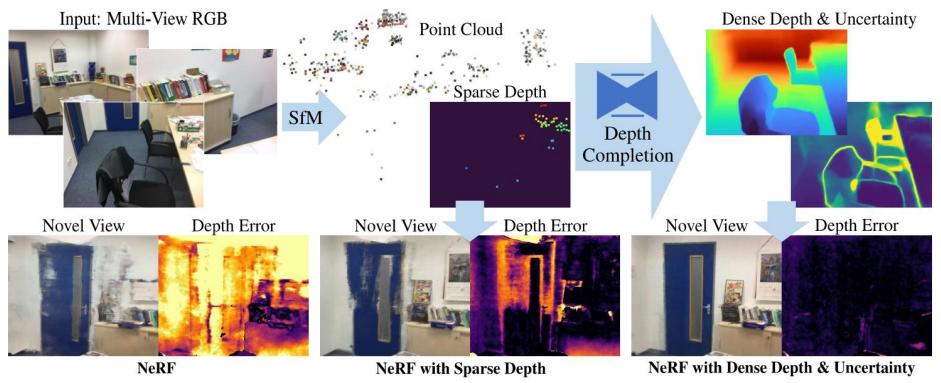 Input: Multi-View RGB
Point Cloud
Dense Depth & Uncertainty
SfM
Sparse Depth
Depth
Completion
Novel View
Depth Error
Novel View
Depth Error
Novel View
Depth Error
NeRF
NeRF with Sparse Depth
NeRF with Dense Depth & Uncertainty